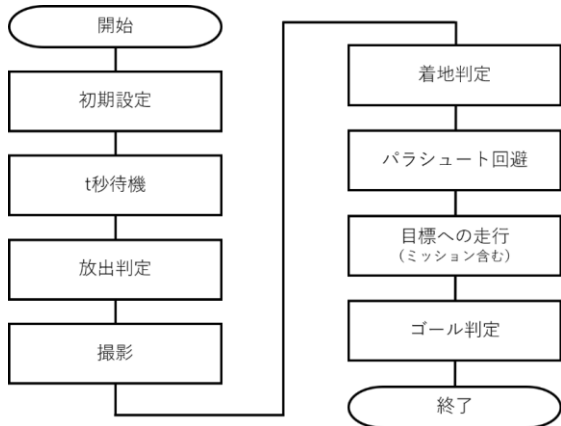 開始
初期設定
t秒待機
放出判定
撮影
着地判定
パラシュート回避
目標への走行
(ミッション含む)
ゴール判定
終了